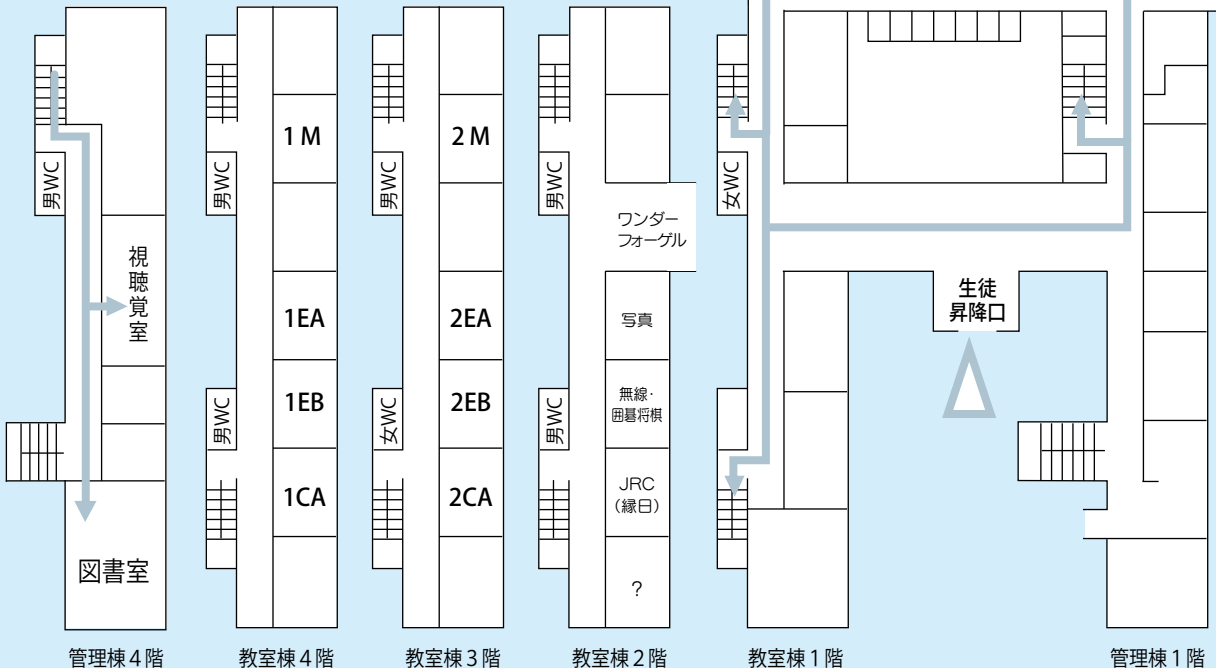 男WC
視聴覚室
図書室
管理棟4階
1M
男WC
1EA
1EB
男WC
1CA
教室棟4階
2M
男WC
2EA
2EB
女WC
2CA
教室棟3階
男WC
ワンダー
フォーゲル
写真
無線・
囲碁将棋
男WC
JRC
(縁日)
?
教室棟2階
女WC
教室棟1階
生徒
昇降口
管理棟1階